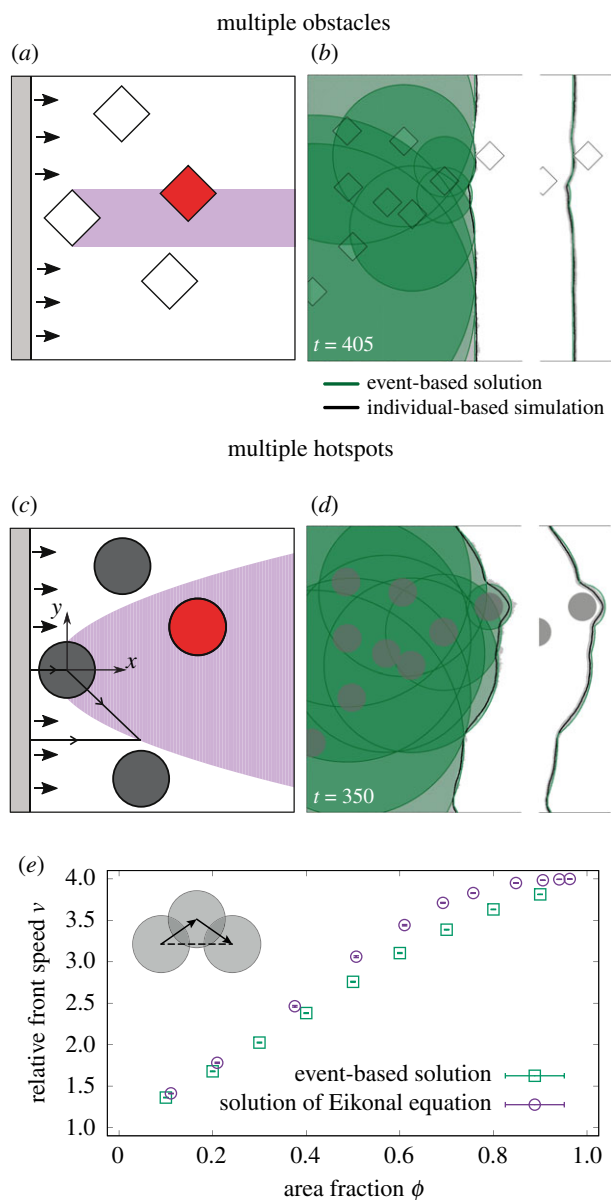 multiple obstacles
(a)
(b)
t = 405
event-based solution
individual-based simulation
multiple hotspots
(c)
(d)
y
x
t = 350
(e)
4.0
3.5
3.0
2.5
2.0
1.5
1.0
relative front speed v
event-based solution
solution of Eikonal equation
0 0.2 0.4 0.6 0.8 1.0
area fraction ϕ